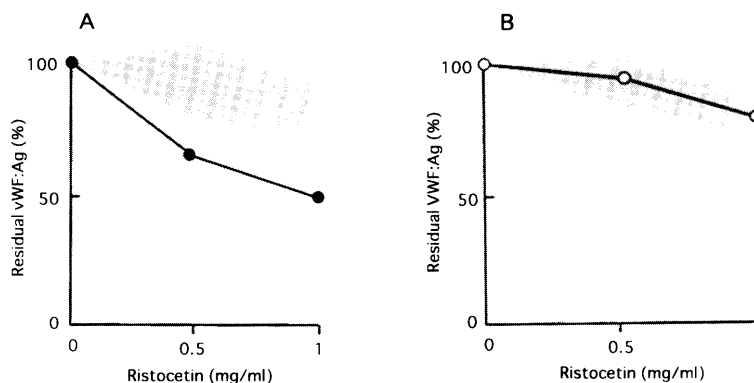 A
Residual vWF:Ag (%)
100
50
0
0
0.5
1
Ristocetin (mg/ml)
B
Residual VWF:Ag (%)
100
50
0
0
0.5
Ristocetin (mg/ml)